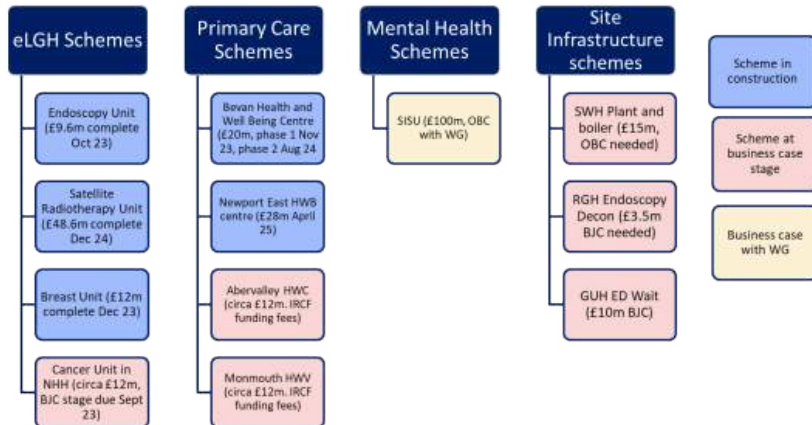 eLGH Schemes
Endoscopy Unit
(£9.6m complete
Oct 23)
Satellite
Radiotherapy Unit
(£48.6m complete
Dec 24)
Breast Unit (£12m
complete Dec 23)
Cancer Unit in
NHH (circa £12m,
BJC stage due Sept
23)
Primary Care
Schemes
Bevan Health and
Well Being Centre
(£20m, phase 1 Nov
23, phase 2 Aug 24
Newport East HWB
centre (£28m April
25)
Abervalley HWC
(circa £12m. IRCF
funding fees)
Monmouth HWV
(circa £12m. IRCF
funding fees)
Mental Health
Schemes
SISU (£100m, OBC
with WG)
Site
Infrastructure
schemes
SWH Plant and
boiler (£15m,
OBC needed)
RGH Endoscopy
Decon (£3.5m
BJC needed)
GUH ED Wait
(£10m BJC)
Scheme in
construction
Scheme at
business case
stage
Business case
with WG